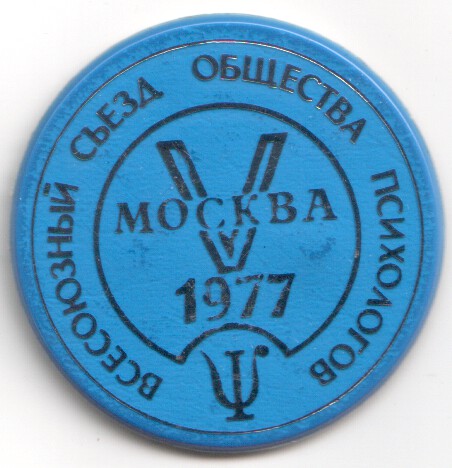 ВСЕСОЮЗНЫЙ СЪЕЗД ОБЩЕСТВА ПСИХОЛОГОВ
V
МОСКВА
1977
Ψ